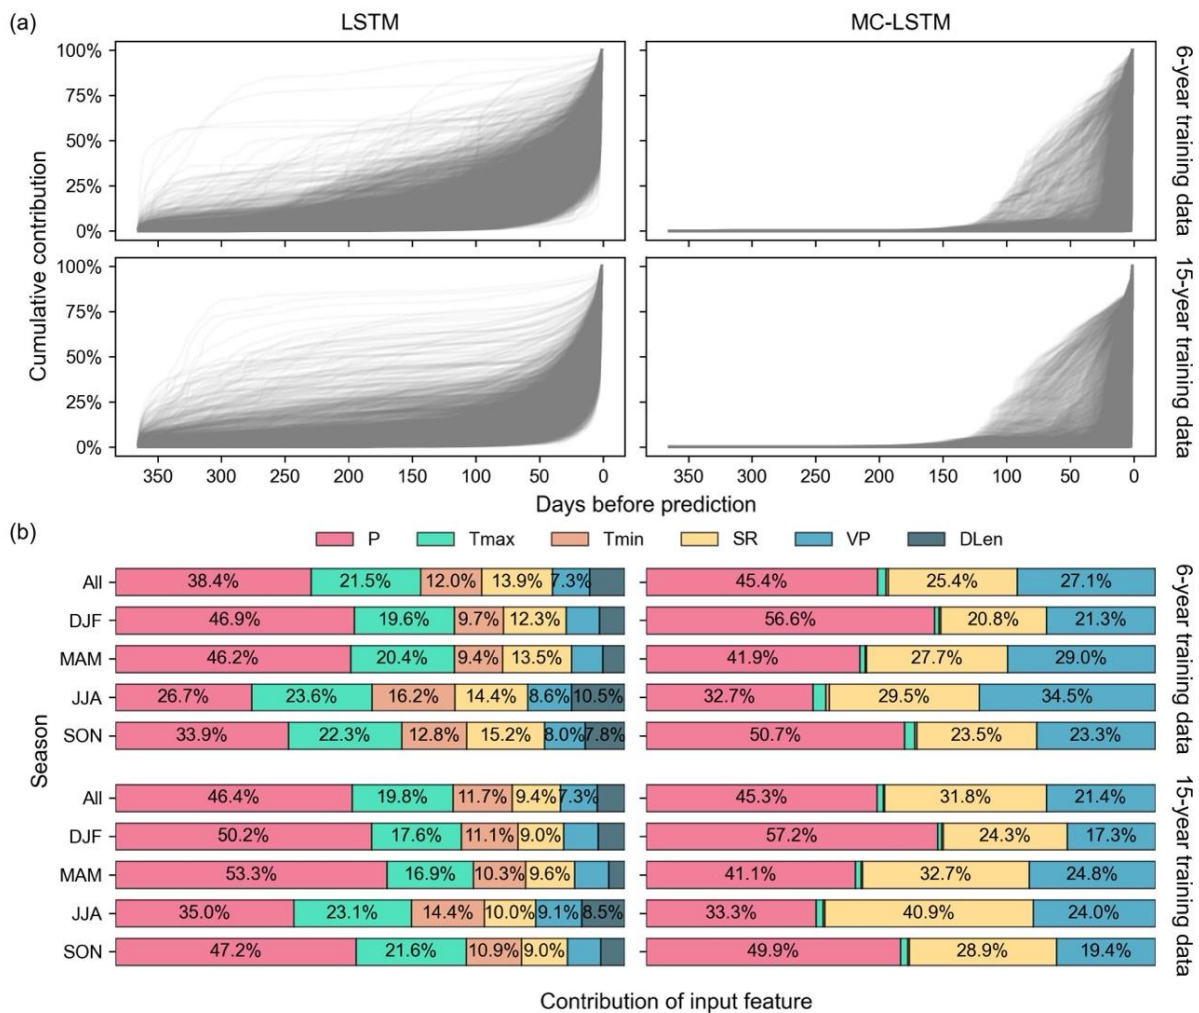 (a)
LSTM
MC-LSTM
100%
75%
50%
25%
0%
6-year training data
Cumulative contribution
100%
75%
50%
25%
0%
15-year training data
350 300 250 200 150 100 50 0
350 300 250 200 150 100 50 0
Days before prediction
(b)
P Tmax Tmin SR VP DLen
Season
All 38.4% 21.5% 12.0% 13.9% 7.3% 45.4% 25.4% 27.1%
DJF 46.9% 19.6% 9.7% 12.3% 56.6% 20.8% 21.3%
MAM 46.2% 20.4% 9.4% 13.5% 41.9% 27.7% 29.0%
JJA 26.7% 23.6% 16.2% 14.4% 8.6% 10.5% 32.7% 29.5% 34.5%
SON 33.9% 22.3% 12.8% 15.2% 8.0% 7.8% 50.7% 23.5% 23.3%
6-year training data
All 46.4% 19.8% 11.7% 9.4% 7.3% 45.3% 31.8% 21.4%
DJF 50.2% 17.6% 11.1% 9.0% 57.2% 24.3% 17.3%
MAM 53.3% 16.9% 10.3% 9.6% 41.1% 32.7% 24.8%
JJA 35.0% 23.1% 14.4% 10.0% 9.1% 8.5% 33.3% 40.9% 24.0%
SON 47.2% 21.6% 10.9% 9.0% 49.9% 28.9% 19.4%
15-year training data
Contribution of input feature